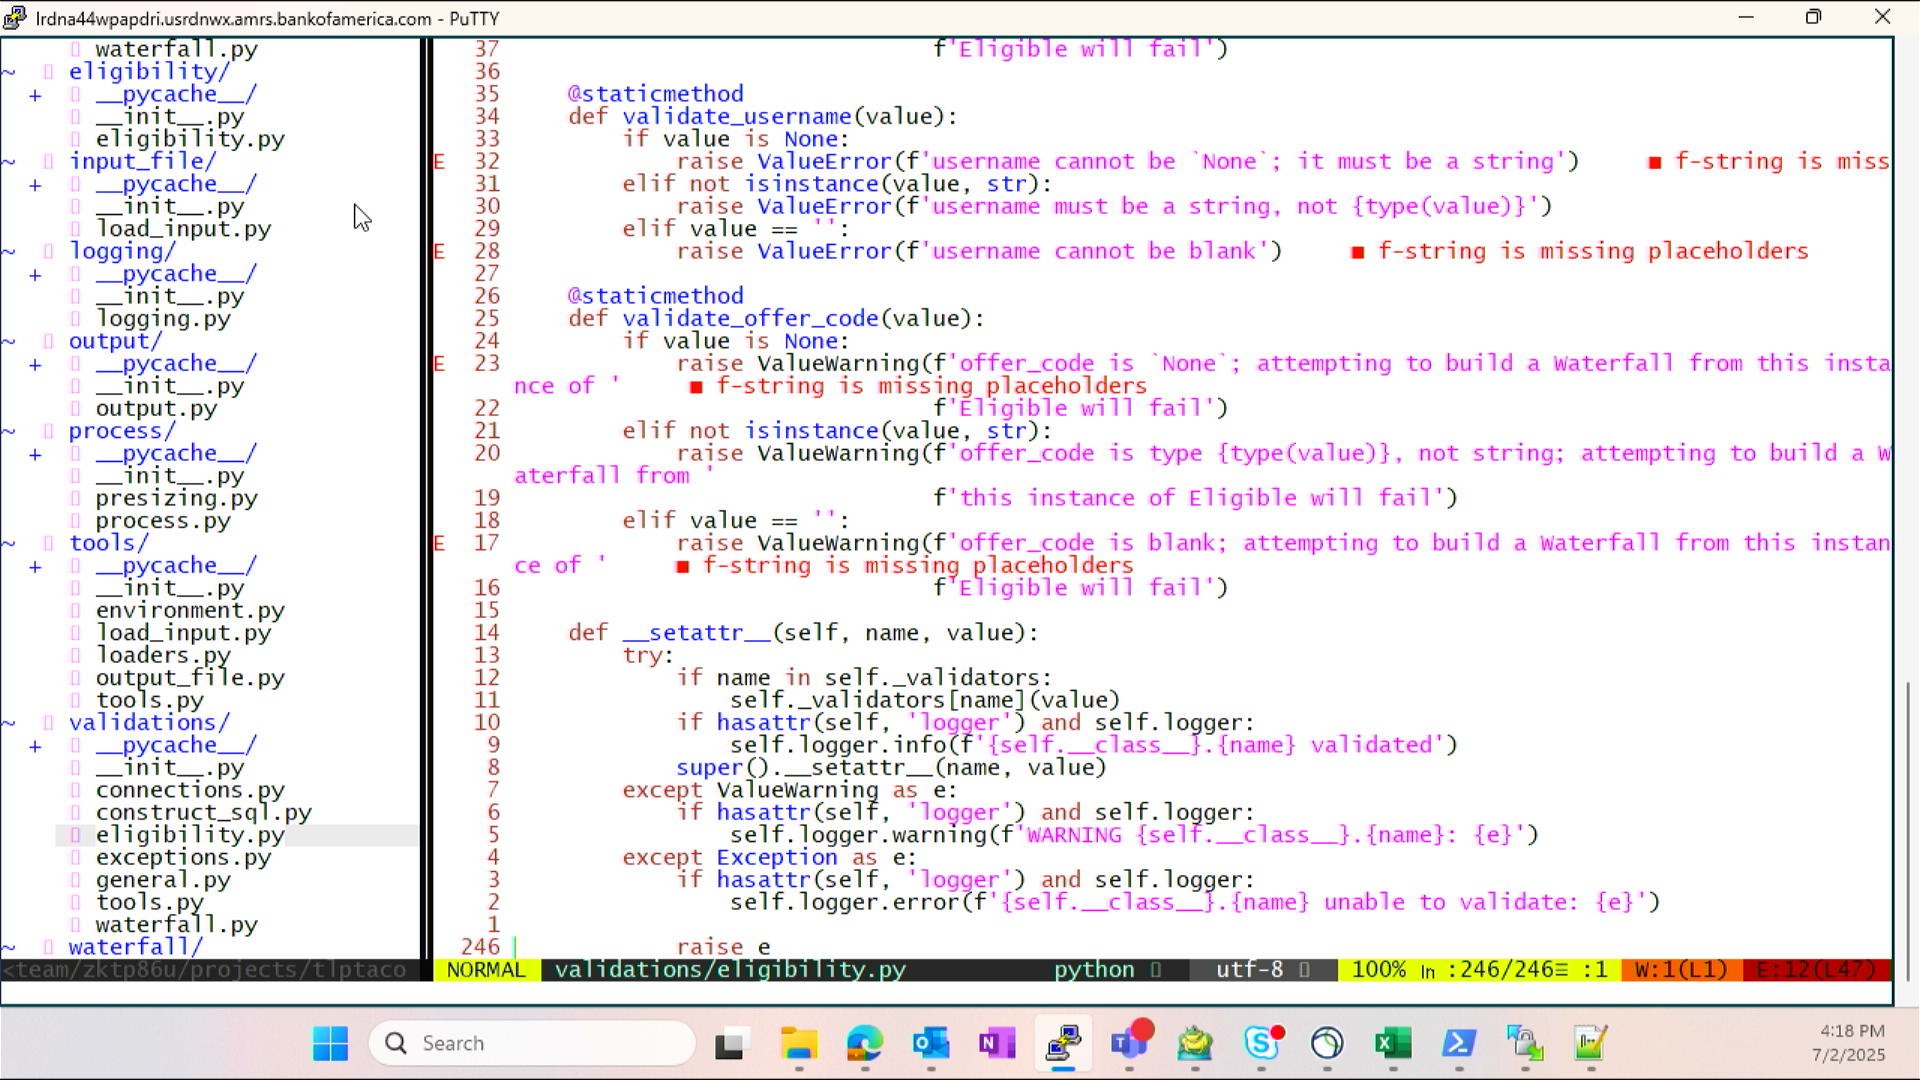 lrdna44wpapdri.usrdnwx.amrs.bankofamerica.com - PuTTY
waterfall.py
~ eligibility/
+ __pycache__/
__init__.py
eligibility.py
~ input_file/
+ __pycache__/
__init__.py
load_input.py
~ logging/
+ __pycache__/
__init__.py
logging.py
~ output/
+ __pycache__/
__init__.py
output.py
~ process/
+ __pycache__/
__init__.py
presizing.py
process.py
~ tools/
+ __pycache__/
__init__.py
environment.py
load_input.py
loaders.py
output_file.py
tools.py
~ validations/
+ __pycache__/
__init__.py
connections.py
construct_sql.py
eligibility.py
exceptions.py
general.py
tools.py
waterfall.py
~ waterfall/
<team/zktp86u/projects/tlptaco
37 f'Eligible will fail')
36
35 @staticmethod
34 def validate_username(value):
33 if value is None:
E 32 raise ValueError(f'username cannot be `None`; it must be a string') ■ f-string is miss
31 elif not isinstance(value, str):
30 raise ValueError(f'username must be a string, not {type(value)}')
29 elif value == '':
E 28 raise ValueError(f'username cannot be blank') ■ f-string is missing placeholders
27
26 @staticmethod
25 def validate_offer_code(value):
24 if value is None:
E 23 raise ValueWarning(f'offer_code is `None`; attempting to build a Waterfall from this insta
nce of ' ■ f-string is missing placeholders
22 f'Eligible will fail')
21 elif not isinstance(value, str):
20 raise ValueWarning(f'offer_code is type {type(value)}, not string; attempting to build a W
aterfall from '
19 f'this instance of Eligible will fail')
18 elif value == '':
E 17 raise ValueWarning(f'offer_code is blank; attempting to build a Waterfall from this instan
ce of ' ■ f-string is missing placeholders
16 f'Eligible will fail')
15
14 def __setattr__(self, name, value):
13 try:
12 if name in self._validators:
11 self._validators[name](value)
10 if hasattr(self, 'logger') and self.logger:
9 self.logger.info(f'{self.__class__}.{name} validated')
8 super().__setattr__(name, value)
7 except ValueWarning as e:
6 if hasattr(self, 'logger') and self.logger:
5 self.logger.warning(f'WARNING {self.__class__}.{name}: {e}')
4 except Exception as e:
3 if hasattr(self, 'logger') and self.logger:
2 self.logger.error(f'{self.__class__}.{name} unable to validate: {e}')
1
246 raise e
NORMAL validations/eligibility.py python utf-8 100% ln :246/246≡ :1 W:1(L1) E:12(L47)
Search
4:18 PM
7/2/2025